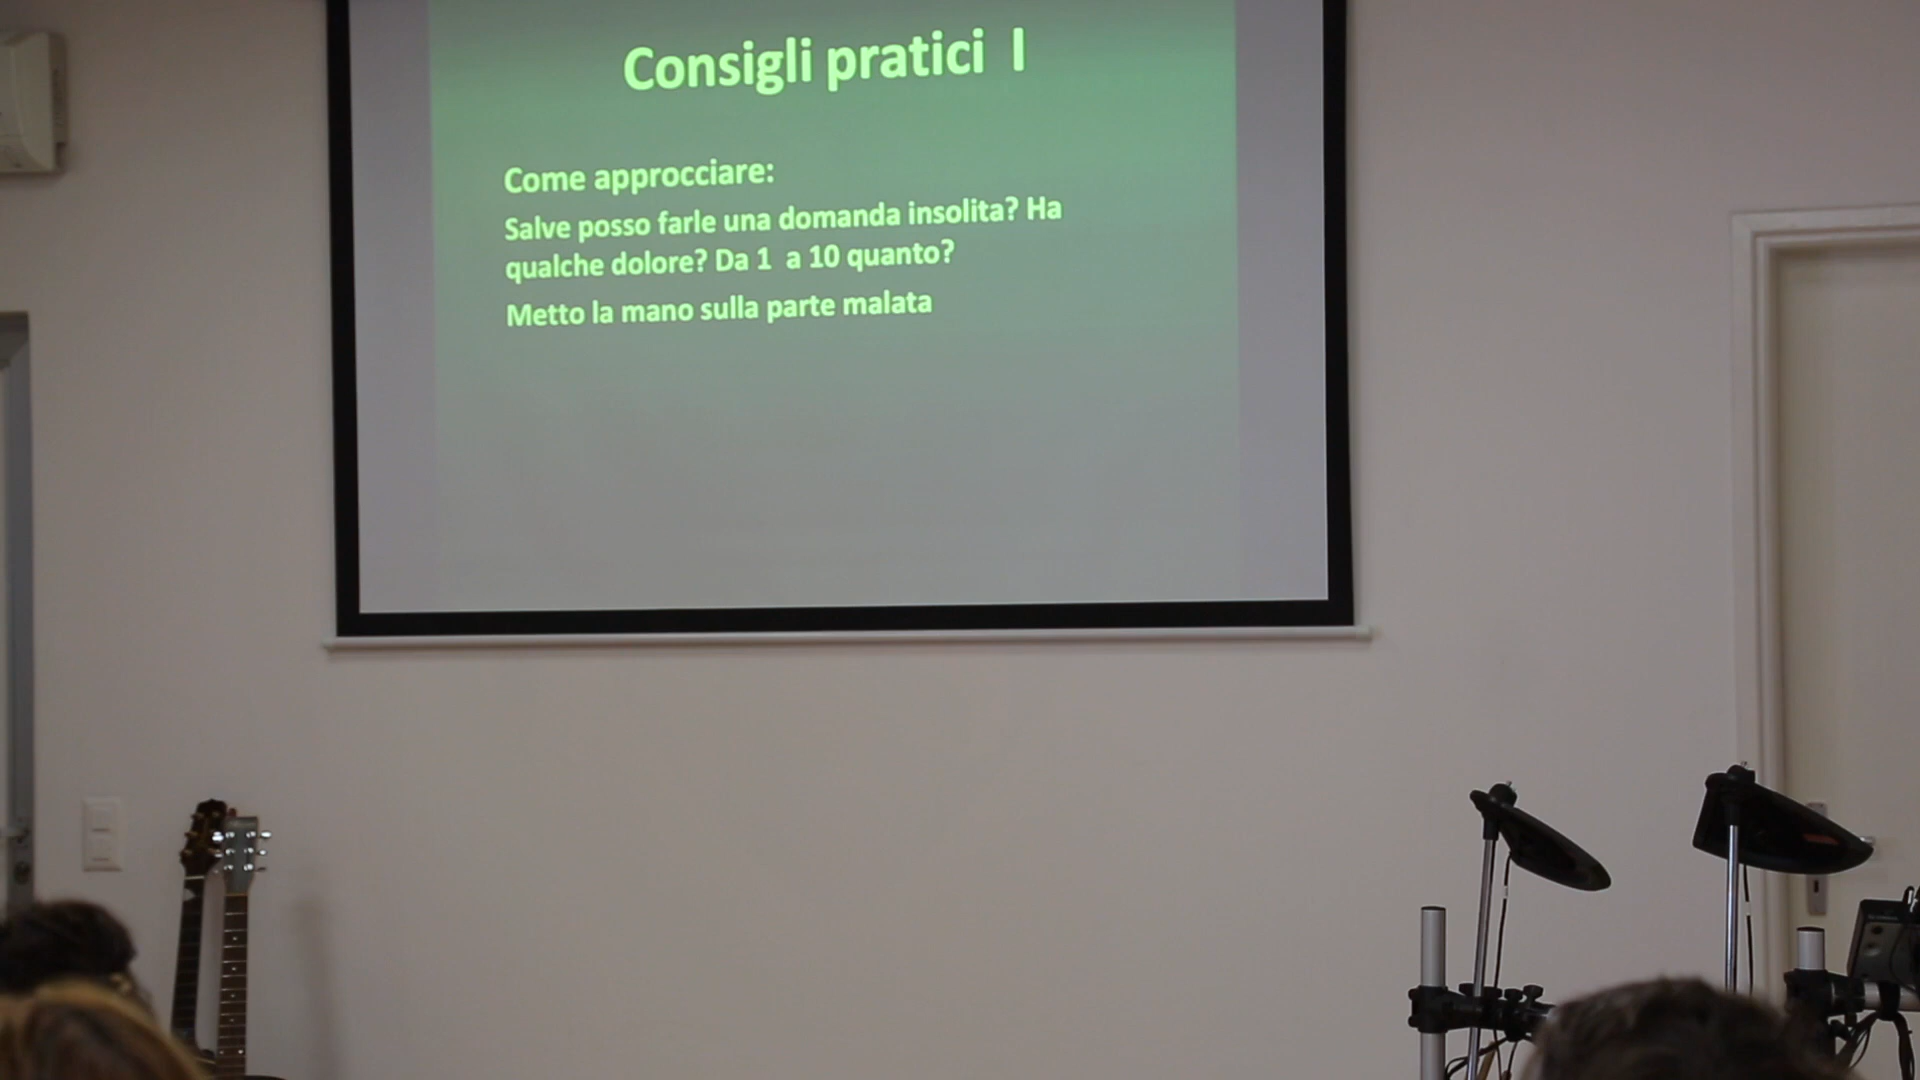 Consigli pratici I
Come approcciare:
Salve posso farle una domanda insolita? Ha
qualche dolore? Da 1 a 10 quanto?
Metto la mano sulla parte malata